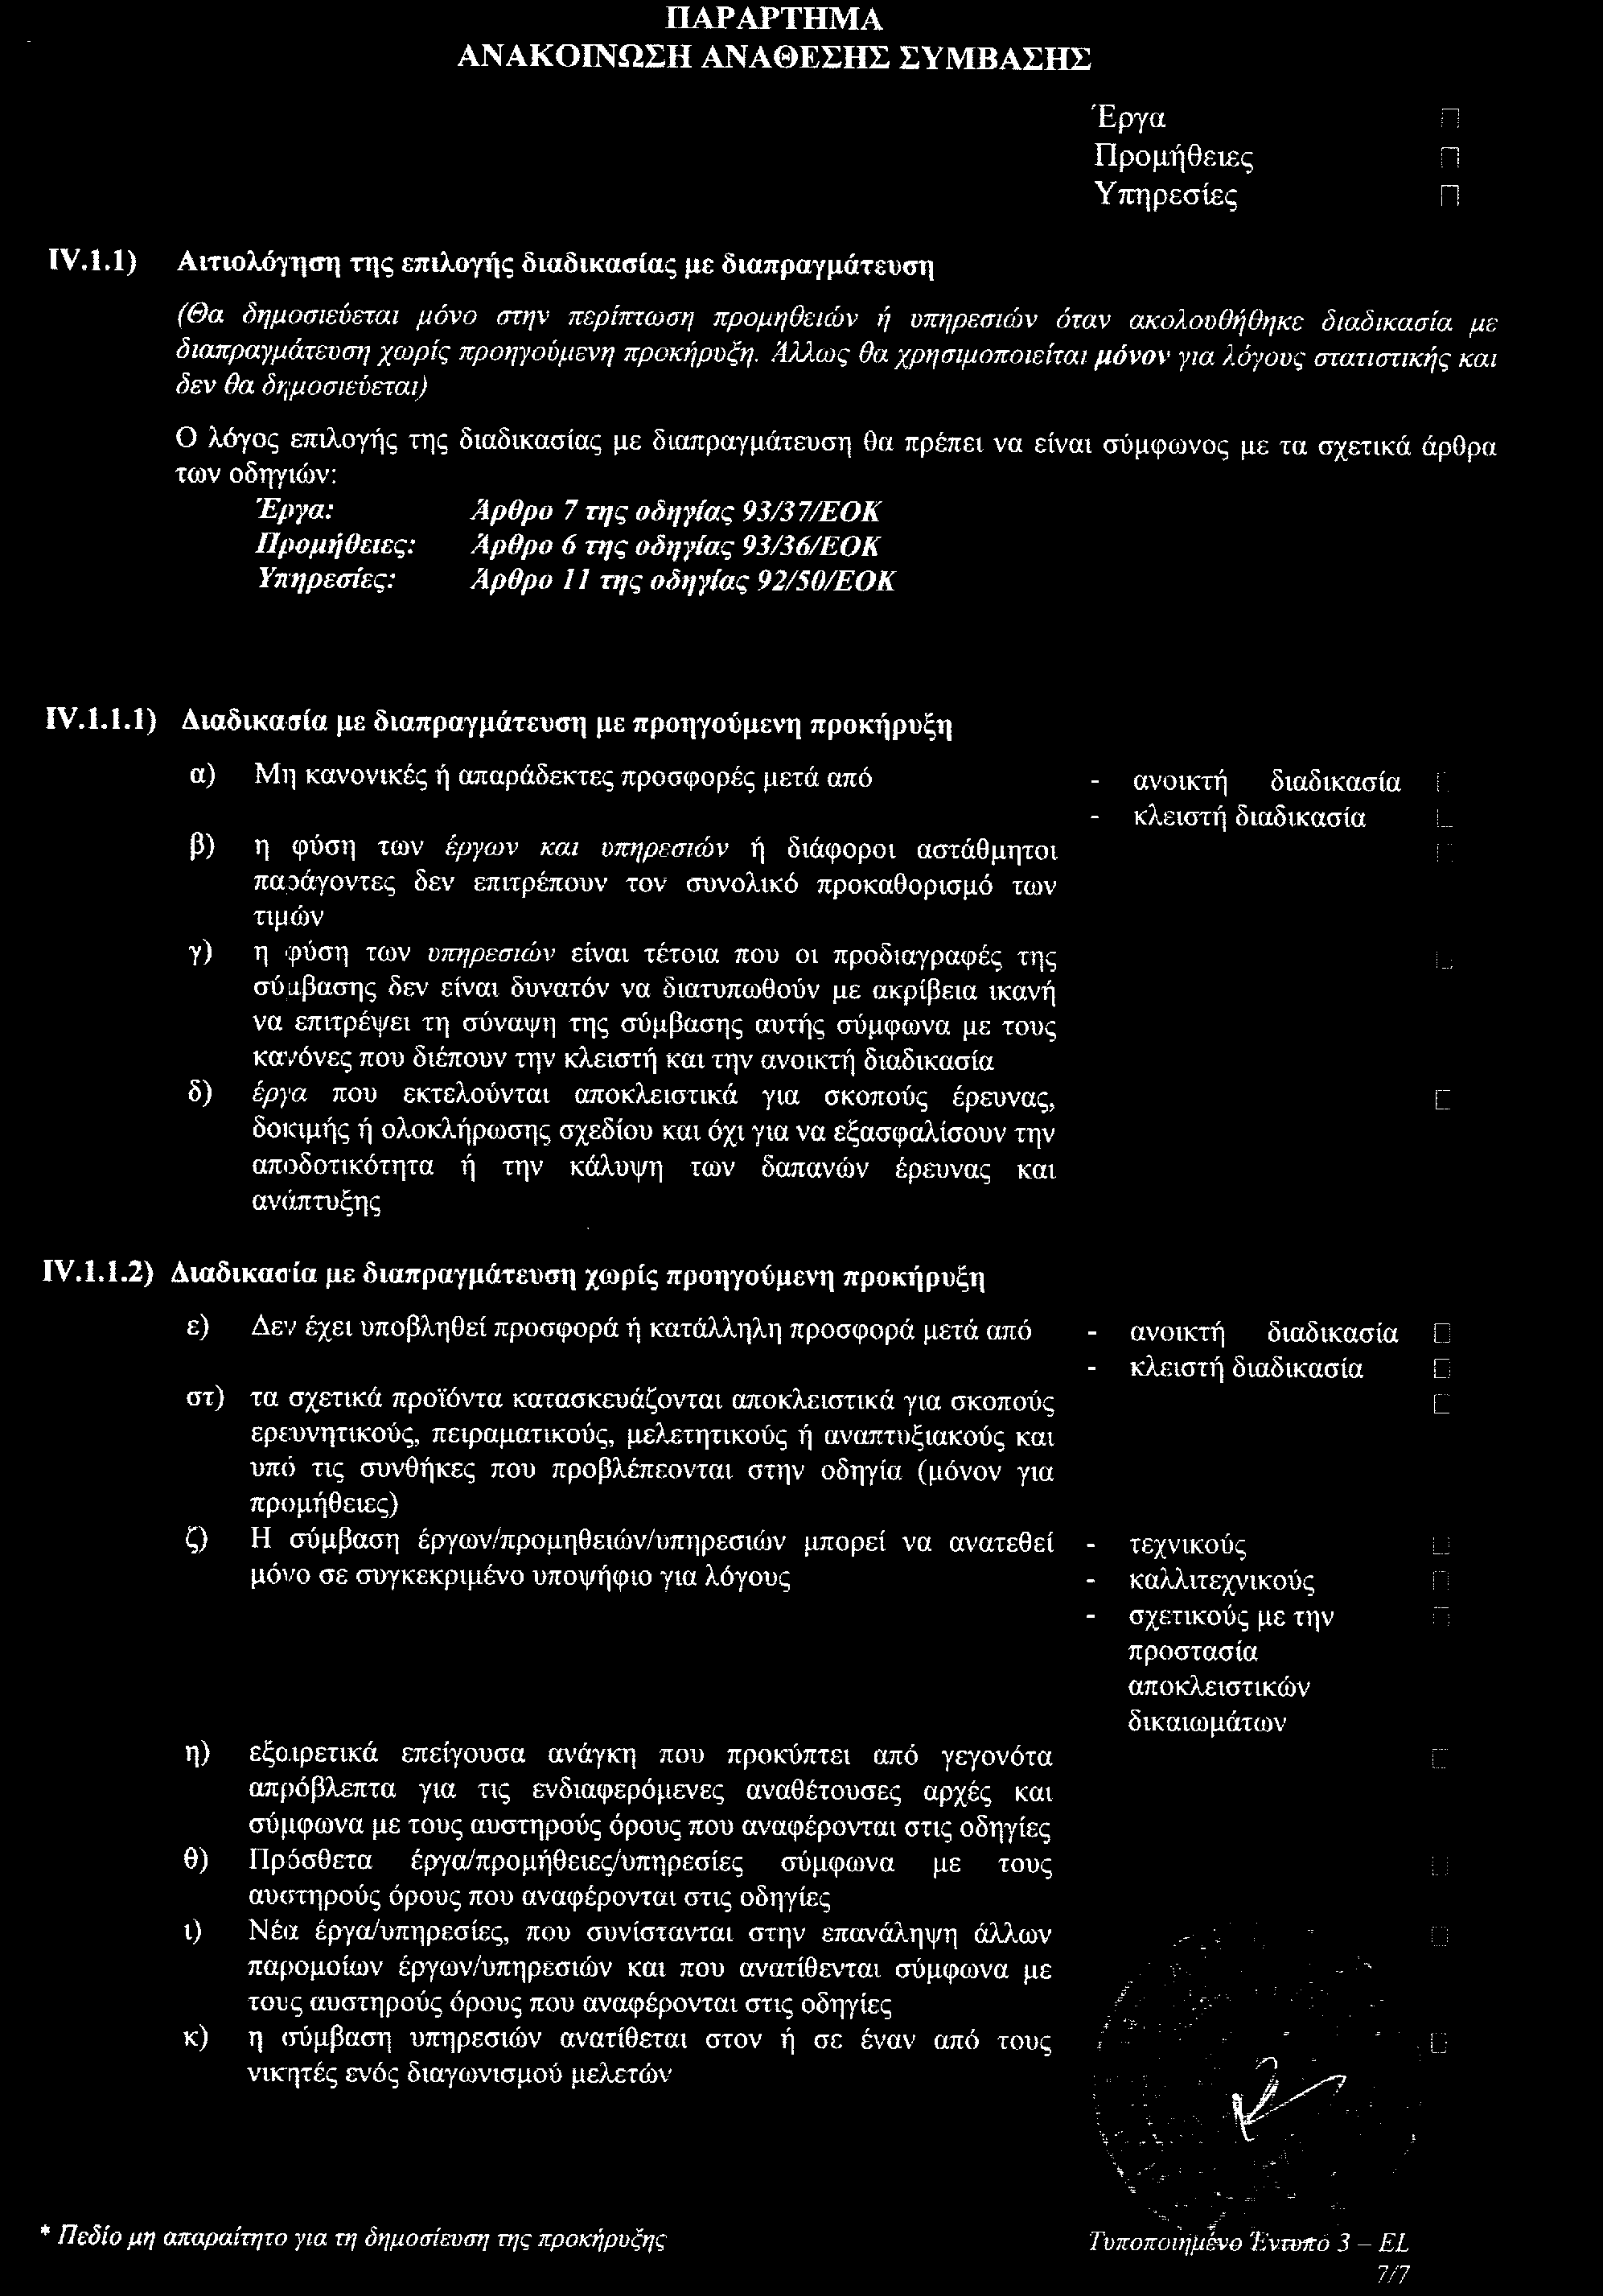 ΠΑΡΑΡΤΗΜΑ
ΑΝΑΚΟΙΝΩΣΗ ΑΝΑΘΕΣΗΣ ΣΥΜΒΑΣΗΣ
Έργα □
Προμήθειες □
Υπηρεσίες □
IV.1.1) Αιτιολόγηση της επιλογής διαδικασίας με διαπραγμάτευση
(Θα δημοσιεύεται μόνο στην περίπτωση προμηθειών ή υπηρεσιών όταν ακολουθήθηκε διαδικασία με
διαπραγμάτευση χωρίς προηγούμενη προκήρυξη. Άλλως θα χρησιμοποιείται μόνον για λόγους στατιστικής και
δεν θα δημοσιεύεται)
Ο λόγος επιλογής της διαδικασίας με διαπραγμάτευση θα πρέπει να είναι σύμφωνος με τα σχετικά άρθρα
των οδηγιών:
Έργα: Άρθρο 7 της οδηγίας 93/37/ΕΟΚ
Προμήθειες: Άρθρο 6 της οδηγίας 93/36/ΕΟΚ
Υπηρεσίες: Άρθρο 11 της οδηγίας 92/50/ΕΟΚ
IV.1.1.1) Διαδικασία με διαπραγμάτευση με προηγούμενη προκήρυξη
α) Μη κανονικές ή απαράδεκτες προσφορές μετά από - ανοικτή διαδικασία □
- κλειστή διαδικασία □
β) η φύση των έργων και υπηρεσιών ή διάφοροι αστάθμητοι □
παράγοντες δεν επιτρέπουν τον συνολικό προκαθορισμό των
τιμών
γ) η φύση των υπηρεσιών είναι τέτοια που οι προδιαγραφές της □
σύμβασης δεν είναι δυνατόν να διατυπωθούν με ακρίβεια ικανή
να επιτρέψει τη σύναψη της σύμβασης αυτής σύμφωνα με τους
κανόνες που διέπουν την κλειστή και την ανοικτή διαδικασία
δ) έργα που εκτελούνται αποκλειστικά για σκοπούς έρευνας, □
δοκιμής ή ολοκλήρωσης σχεδίου και όχι για να εξασφαλίσουν την
αποδοτικότητα ή την κάλυψη των δαπανών έρευνας και
ανάπτυξης
IV.1.1.2) Διαδικασία με διαπραγμάτευση χωρίς προηγούμενη προκήρυξη
ε) Δεν έχει υποβληθεί προσφορά ή κατάλληλη προσφορά μετά από - ανοικτή διαδικασία □
- κλειστή διαδικασία □
στ) τα σχετικά προϊόντα κατασκευάζονται αποκλειστικά για σκοπούς □
ερευνητικούς, πειραματικούς, μελετητικούς ή αναπτυξιακούς και
υπό τις συνθήκες που προβλέπεονται στην οδηγία (μόνον για
προμήθειες)
ζ) Η σύμβαση έργων/προμηθειών/υπηρεσιών μπορεί να ανατεθεί - τεχνικούς □
μόνο σε συγκεκριμένο υποψήφιο για λόγους - καλλιτεχνικούς □
- σχετικούς με την □
προστασία
αποκλειστικών
δικαιωμάτων
η) εξαιρετικά επείγουσα ανάγκη που προκύπτει από γεγονότα □
απρόβλεπτα για τις ενδιαφερόμενες αναθέτουσες αρχές και
σύμφωνα με τους αυστηρούς όρους που αναφέρονται στις οδηγίες
θ) Πρόσθετα έργα/προμήθειες/υπηρεσίες σύμφωνα με τους □
αυστηρούς όρους που αναφέρονται στις οδηγίες
ι) Νέα έργα/υπηρεσίες, που συνίστανται στην επανάληψη άλλων □
παρομοίων έργων/υπηρεσιών και που ανατίθενται σύμφωνα με
τους αυστηρούς όρους που αναφέρονται στις οδηγίες
κ) η σύμβαση υπηρεσιών ανατίθεται στον ή σε έναν από τους □
νικητές ενός διαγωνισμού μελετών
* Πεδίο μη απαραίτητο για τη δημοσίευση της προκήρυξης
Τυποποιημένο Έντυπό 3 – EL
7/7